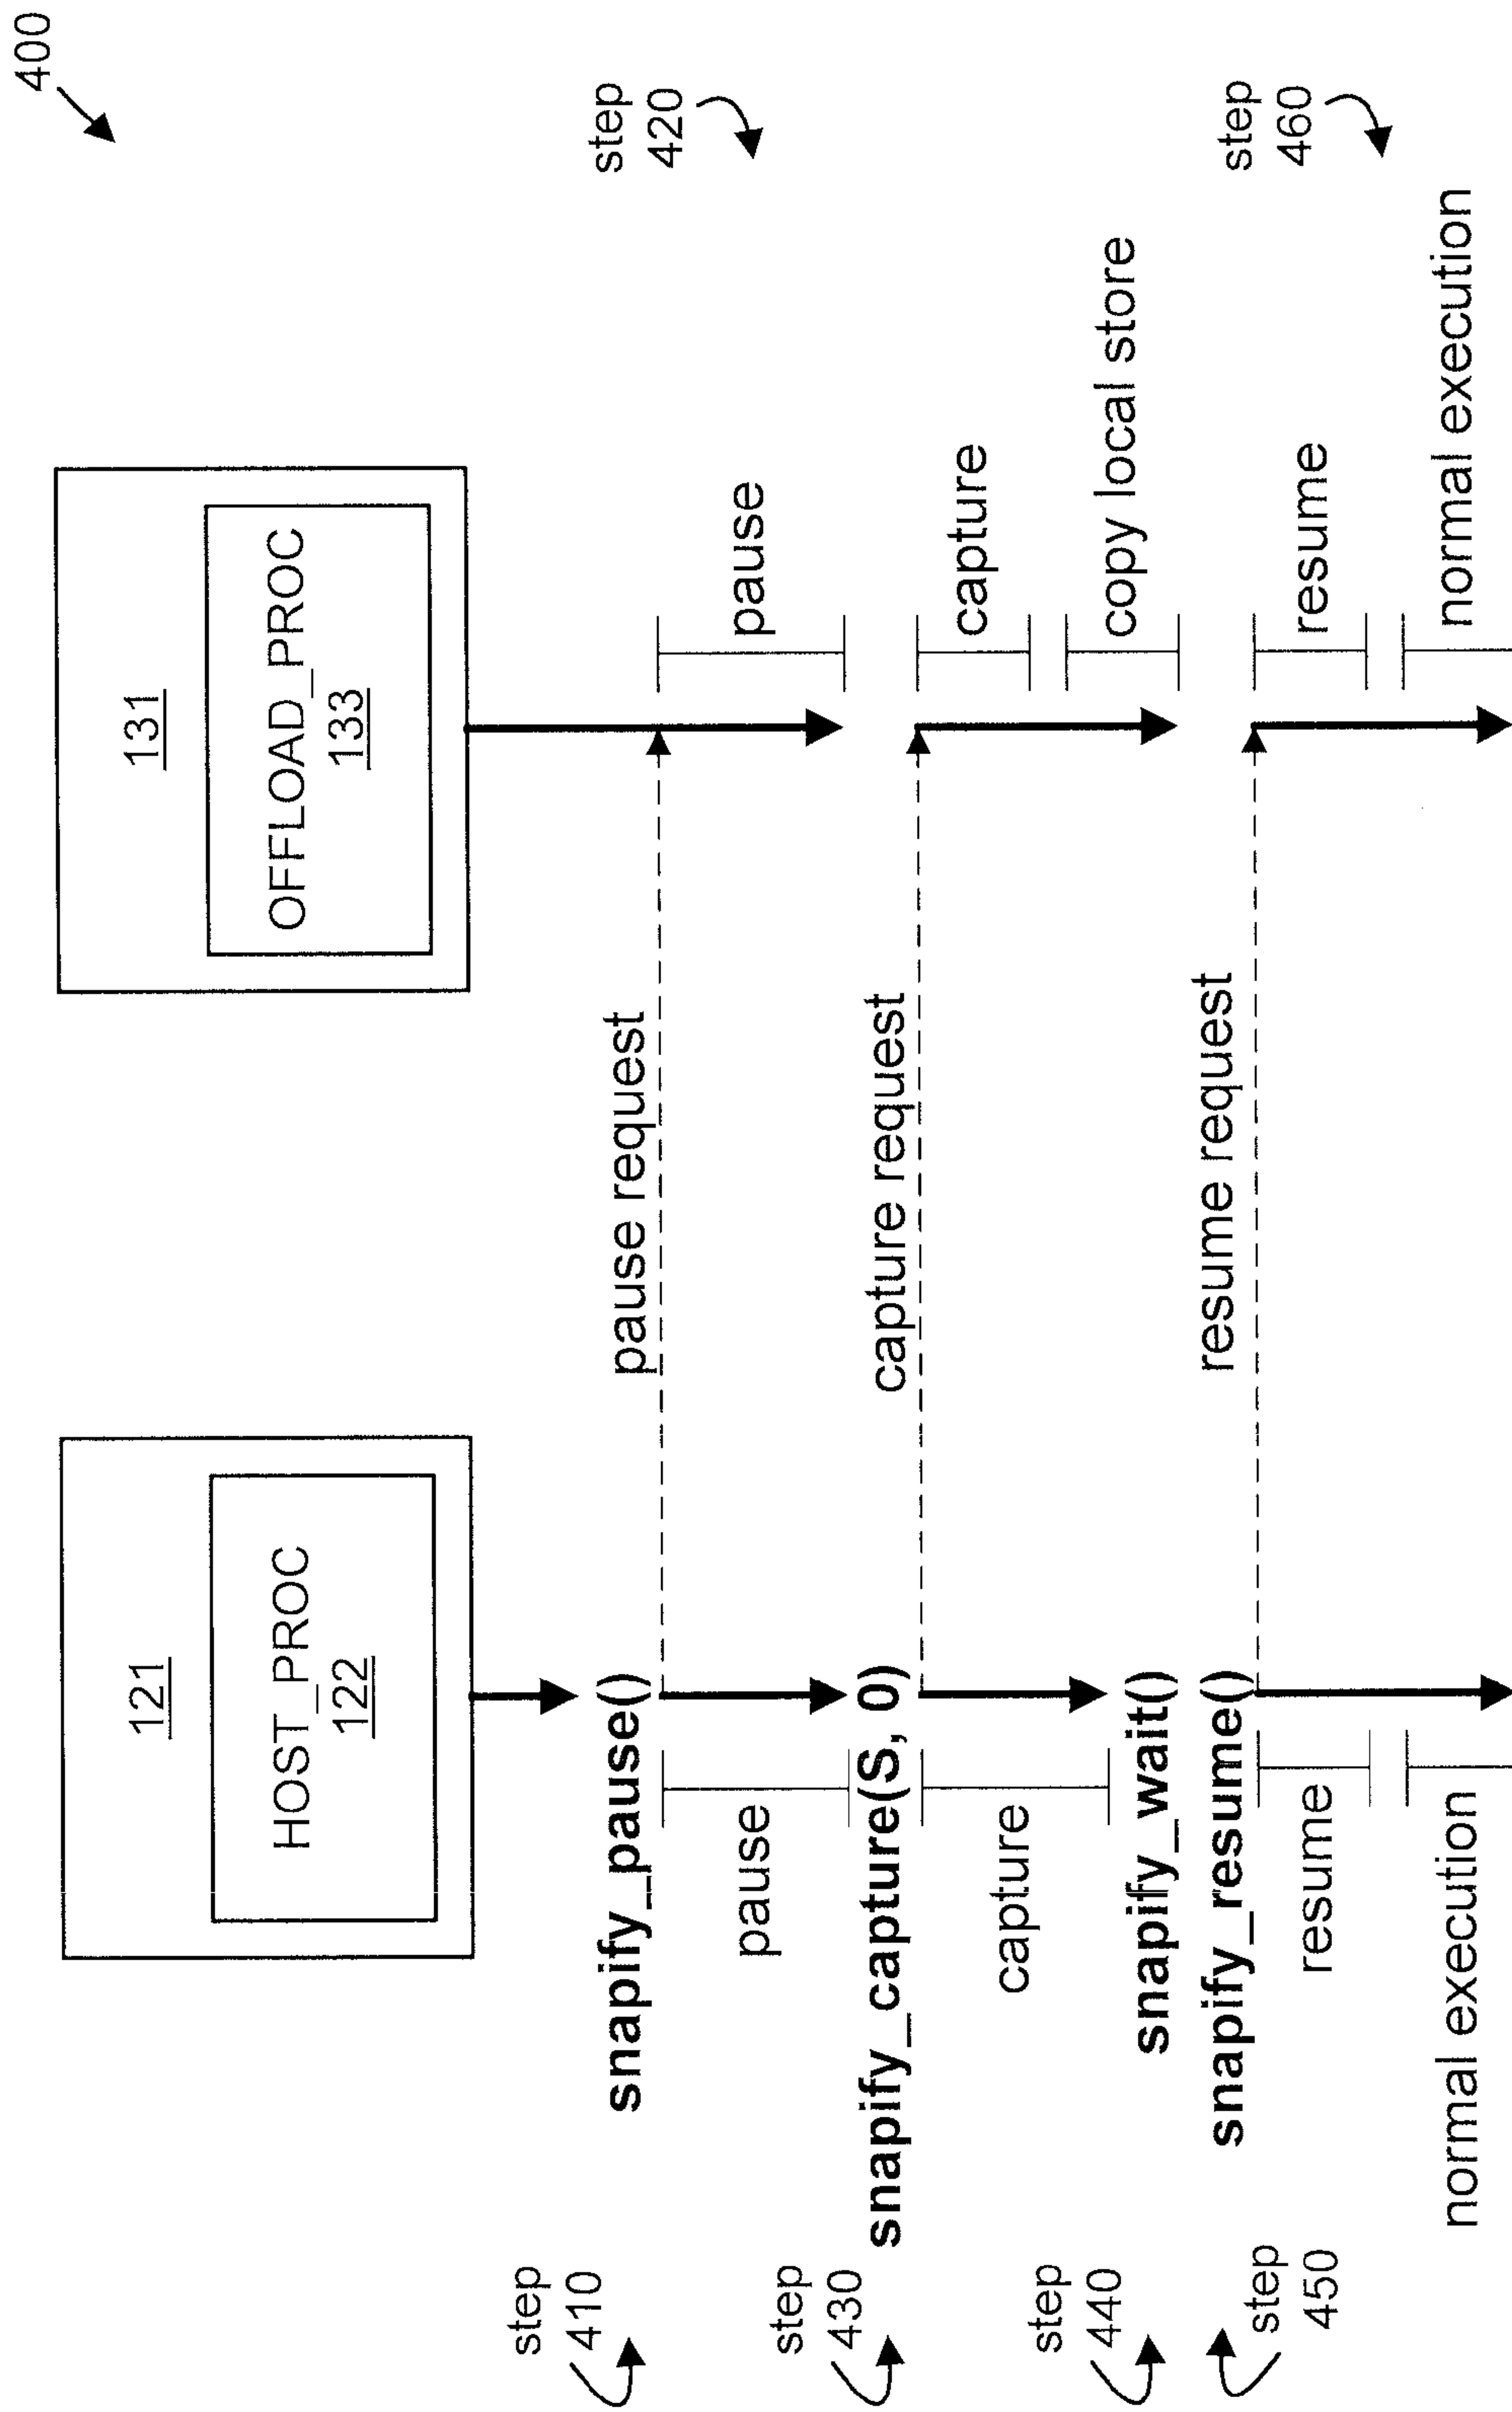 400
121
HOST_PROC
122
131
OFFLOAD_PROC
133
step
410
snapify_pause()
pause request
step
420
pause
pause
step
430
snapify_capture(S, 0)
capture request
capture
capture
copy local store
step
440
snapify_wait()
step
450
snapify_resume()
resume request
step
460
resume
resume
normal execution
normal execution